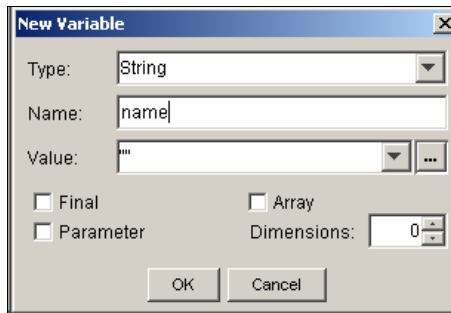 New Variable
Type: String
Name: name
Value: "" ...
Final Array
Parameter Dimensions: 0
OK Cancel